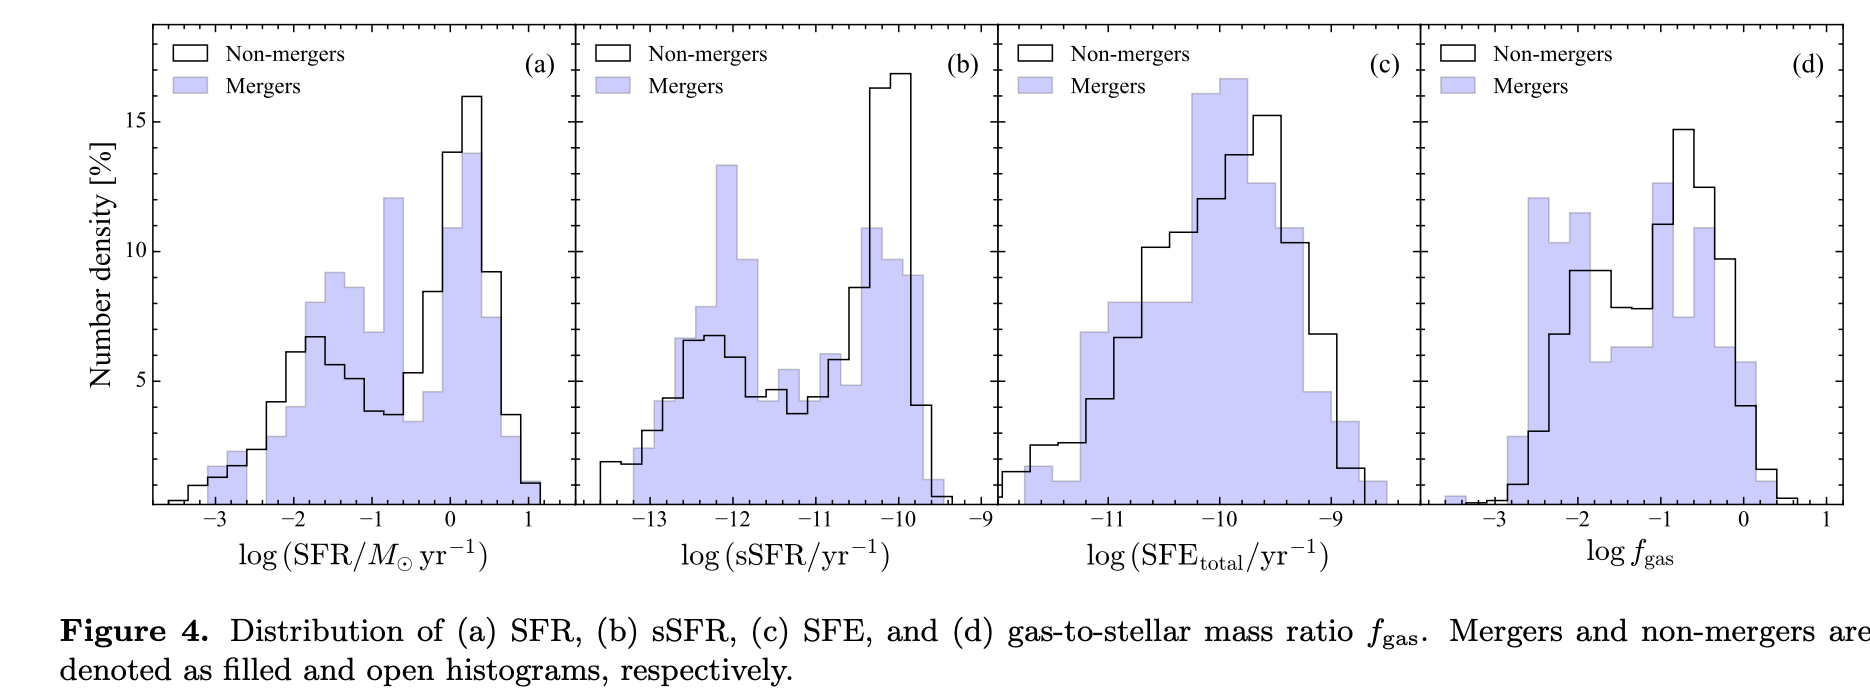 Non-mergers
Mergers
(a)
Non-mergers
Mergers
(b)
Non-mergers
Mergers
(c)
Non-mergers
Mergers
(d)
Number density [%]
15
10
5
−3 −2 −1 0 1
−13 −12 −11 −10 −9
−11 −10 −9
−3 −2 −1 0 1
log (SFR/M⊙ yr⁻¹)
log (sSFR/yr⁻¹)
log (SFE_total/yr⁻¹)
log f_gas
Figure 4. Distribution of (a) SFR, (b) sSFR, (c) SFE, and (d) gas-to-stellar mass ratio f_gas. Mergers and non-mergers are
denoted as filled and open histograms, respectively.